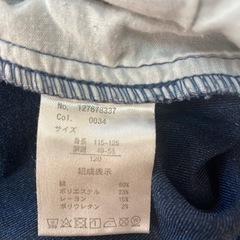 No. 127678337
Col. 0034
サイズ
身長 115-125
胴囲 49-55
120
組成表示
綿 60%
ポリエステル 23%
レーヨン 15%
ポリウレタン 2%